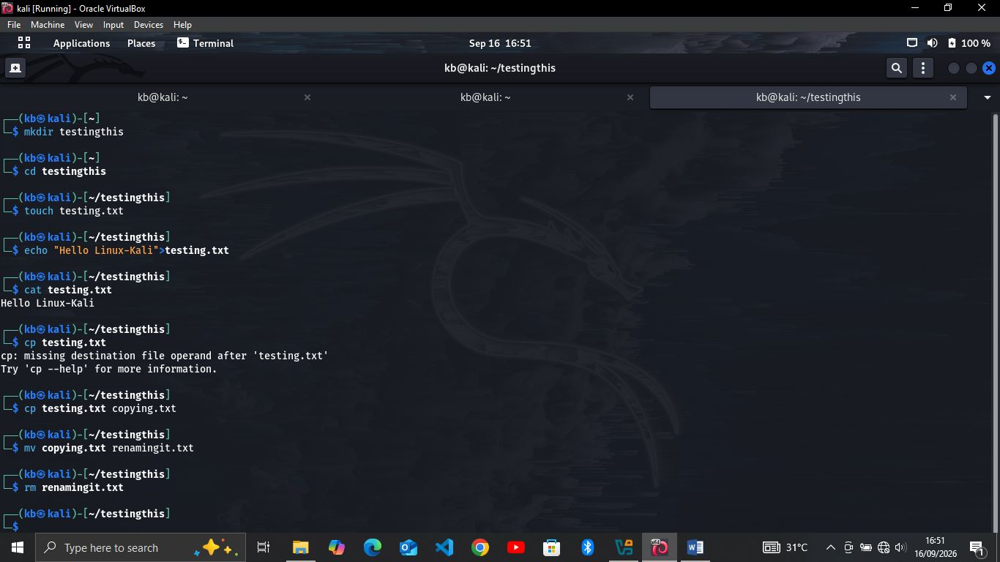 kali [Running] - Oracle VirtualBox
File Machine View Input Devices Help
Applications Places Terminal Sep 16 16:51 100 %
kb@kali: ~/testingthis
kb@kali: ~ kb@kali: ~ kb@kali: ~/testingthis
┌──(kb㉿kali)-[~]
└─$ mkdir testingthis
┌──(kb㉿kali)-[~]
└─$ cd testingthis
┌──(kb㉿kali)-[~/testingthis]
└─$ touch testing.txt
┌──(kb㉿kali)-[~/testingthis]
└─$ echo "Hello Linux-Kali">testing.txt
┌──(kb㉿kali)-[~/testingthis]
└─$ cat testing.txt
Hello Linux-Kali
┌──(kb㉿kali)-[~/testingthis]
└─$ cp testing.txt
cp: missing destination file operand after 'testing.txt'
Try 'cp --help' for more information.
┌──(kb㉿kali)-[~/testingthis]
└─$ cp testing.txt copying.txt
┌──(kb㉿kali)-[~/testingthis]
└─$ mv copying.txt renamingit.txt
┌──(kb㉿kali)-[~/testingthis]
└─$ rm renamingit.txt
┌──(kb㉿kali)-[~/testingthis]
└─$
Type here to search 31°C 16:51
16/09/2026 1